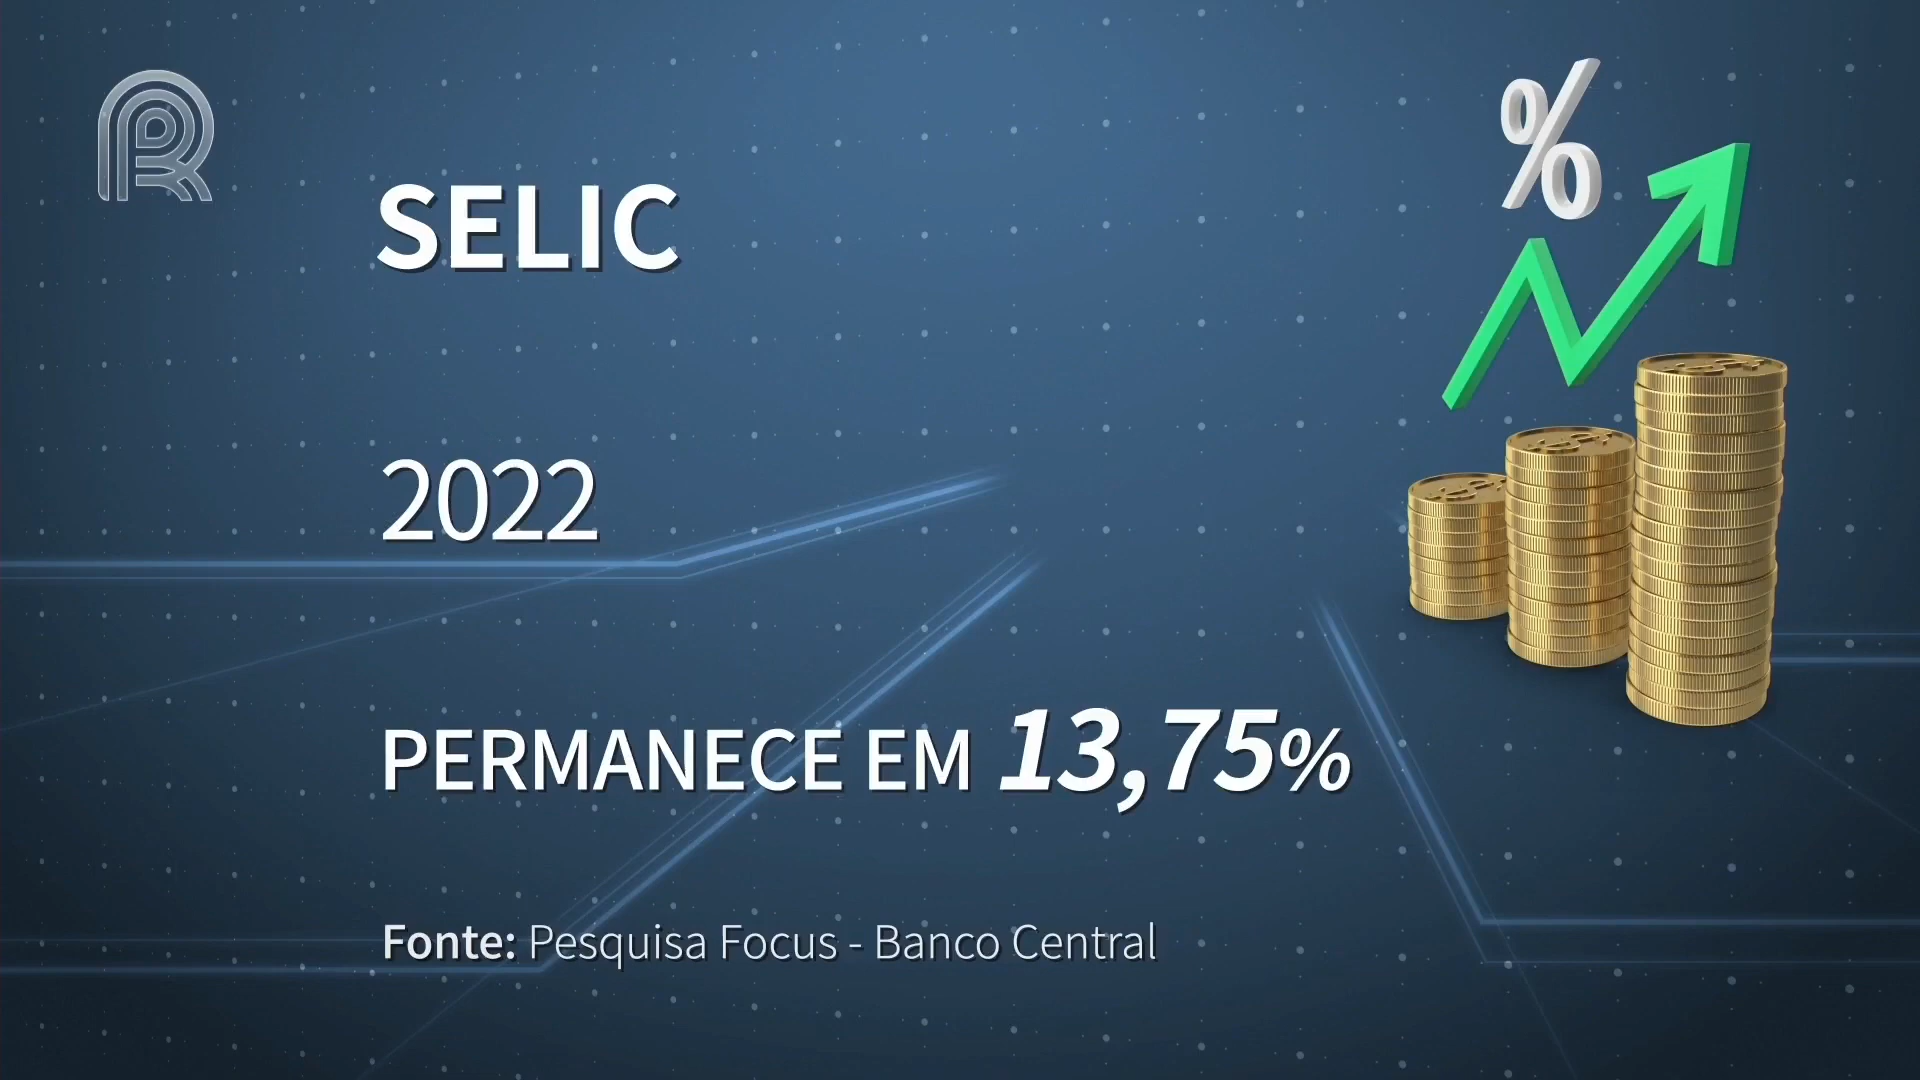 %
SELIC
2022
PERMANECE EM 13,75%
Fonte: Pesquisa Focus - Banco Central